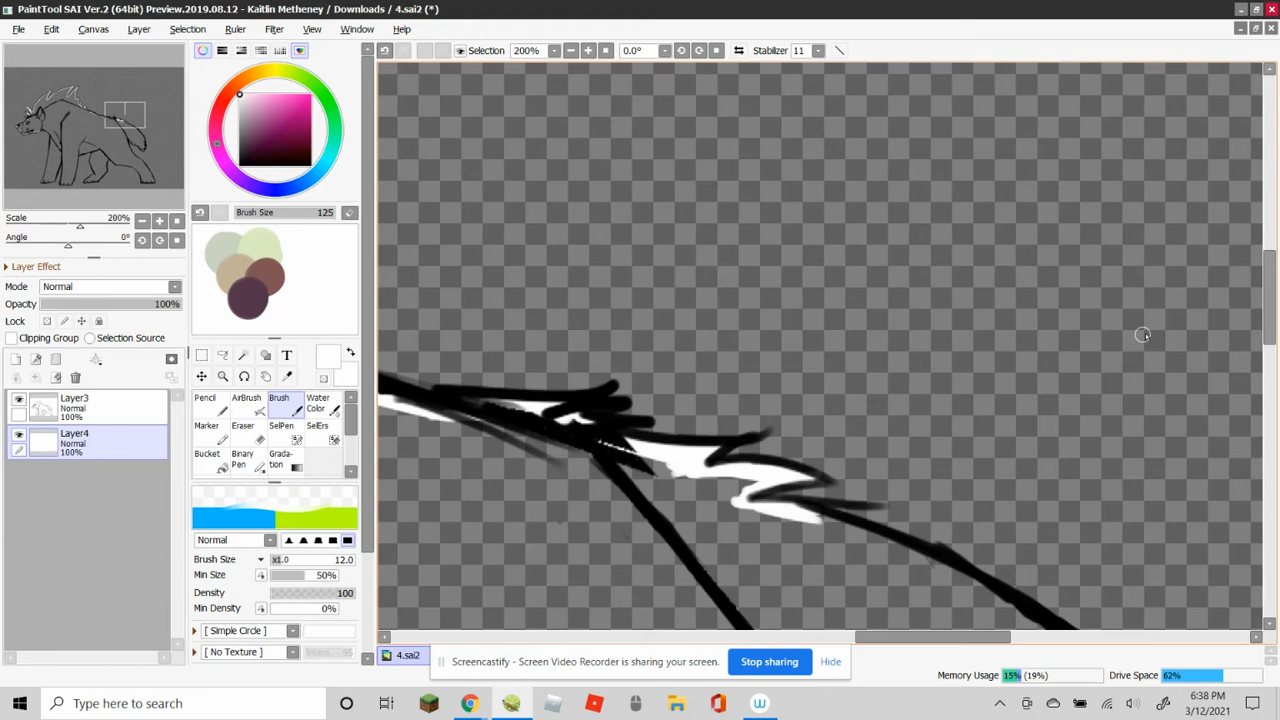 PaintTool SAI Ver.2 (64bit) Preview.2019.08.12 - Kaitlin Metheney / Downloads / 4.sai2 (*)
File Edit Canvas Layer Selection Ruler Filter View Window Help
Selection 200% 0.0° Stabilizer 11
Scale 200%
Angle 0°
Layer Effect
Mode Normal
Opacity 100%
Lock
Clipping Group Selection Source
Layer3
Normal
100%
Layer4
Normal
100%
Brush Size 125
T
Pencil AirBrush Brush Water Color
Marker Eraser SelPen SelErs
Bucket Binary Pen Grada-tion
Normal
Brush Size x1.0 12.0
Min Size 50%
Density 100
Min Density 0%
[ Simple Circle ]
[ No Texture ] 95
4.sai2
Screencastify - Screen Video Recorder is sharing your screen. Stop sharing Hide
Memory Usage 15% (19%) Drive Space 62%
Type here to search
6:38 PM
3/12/2021